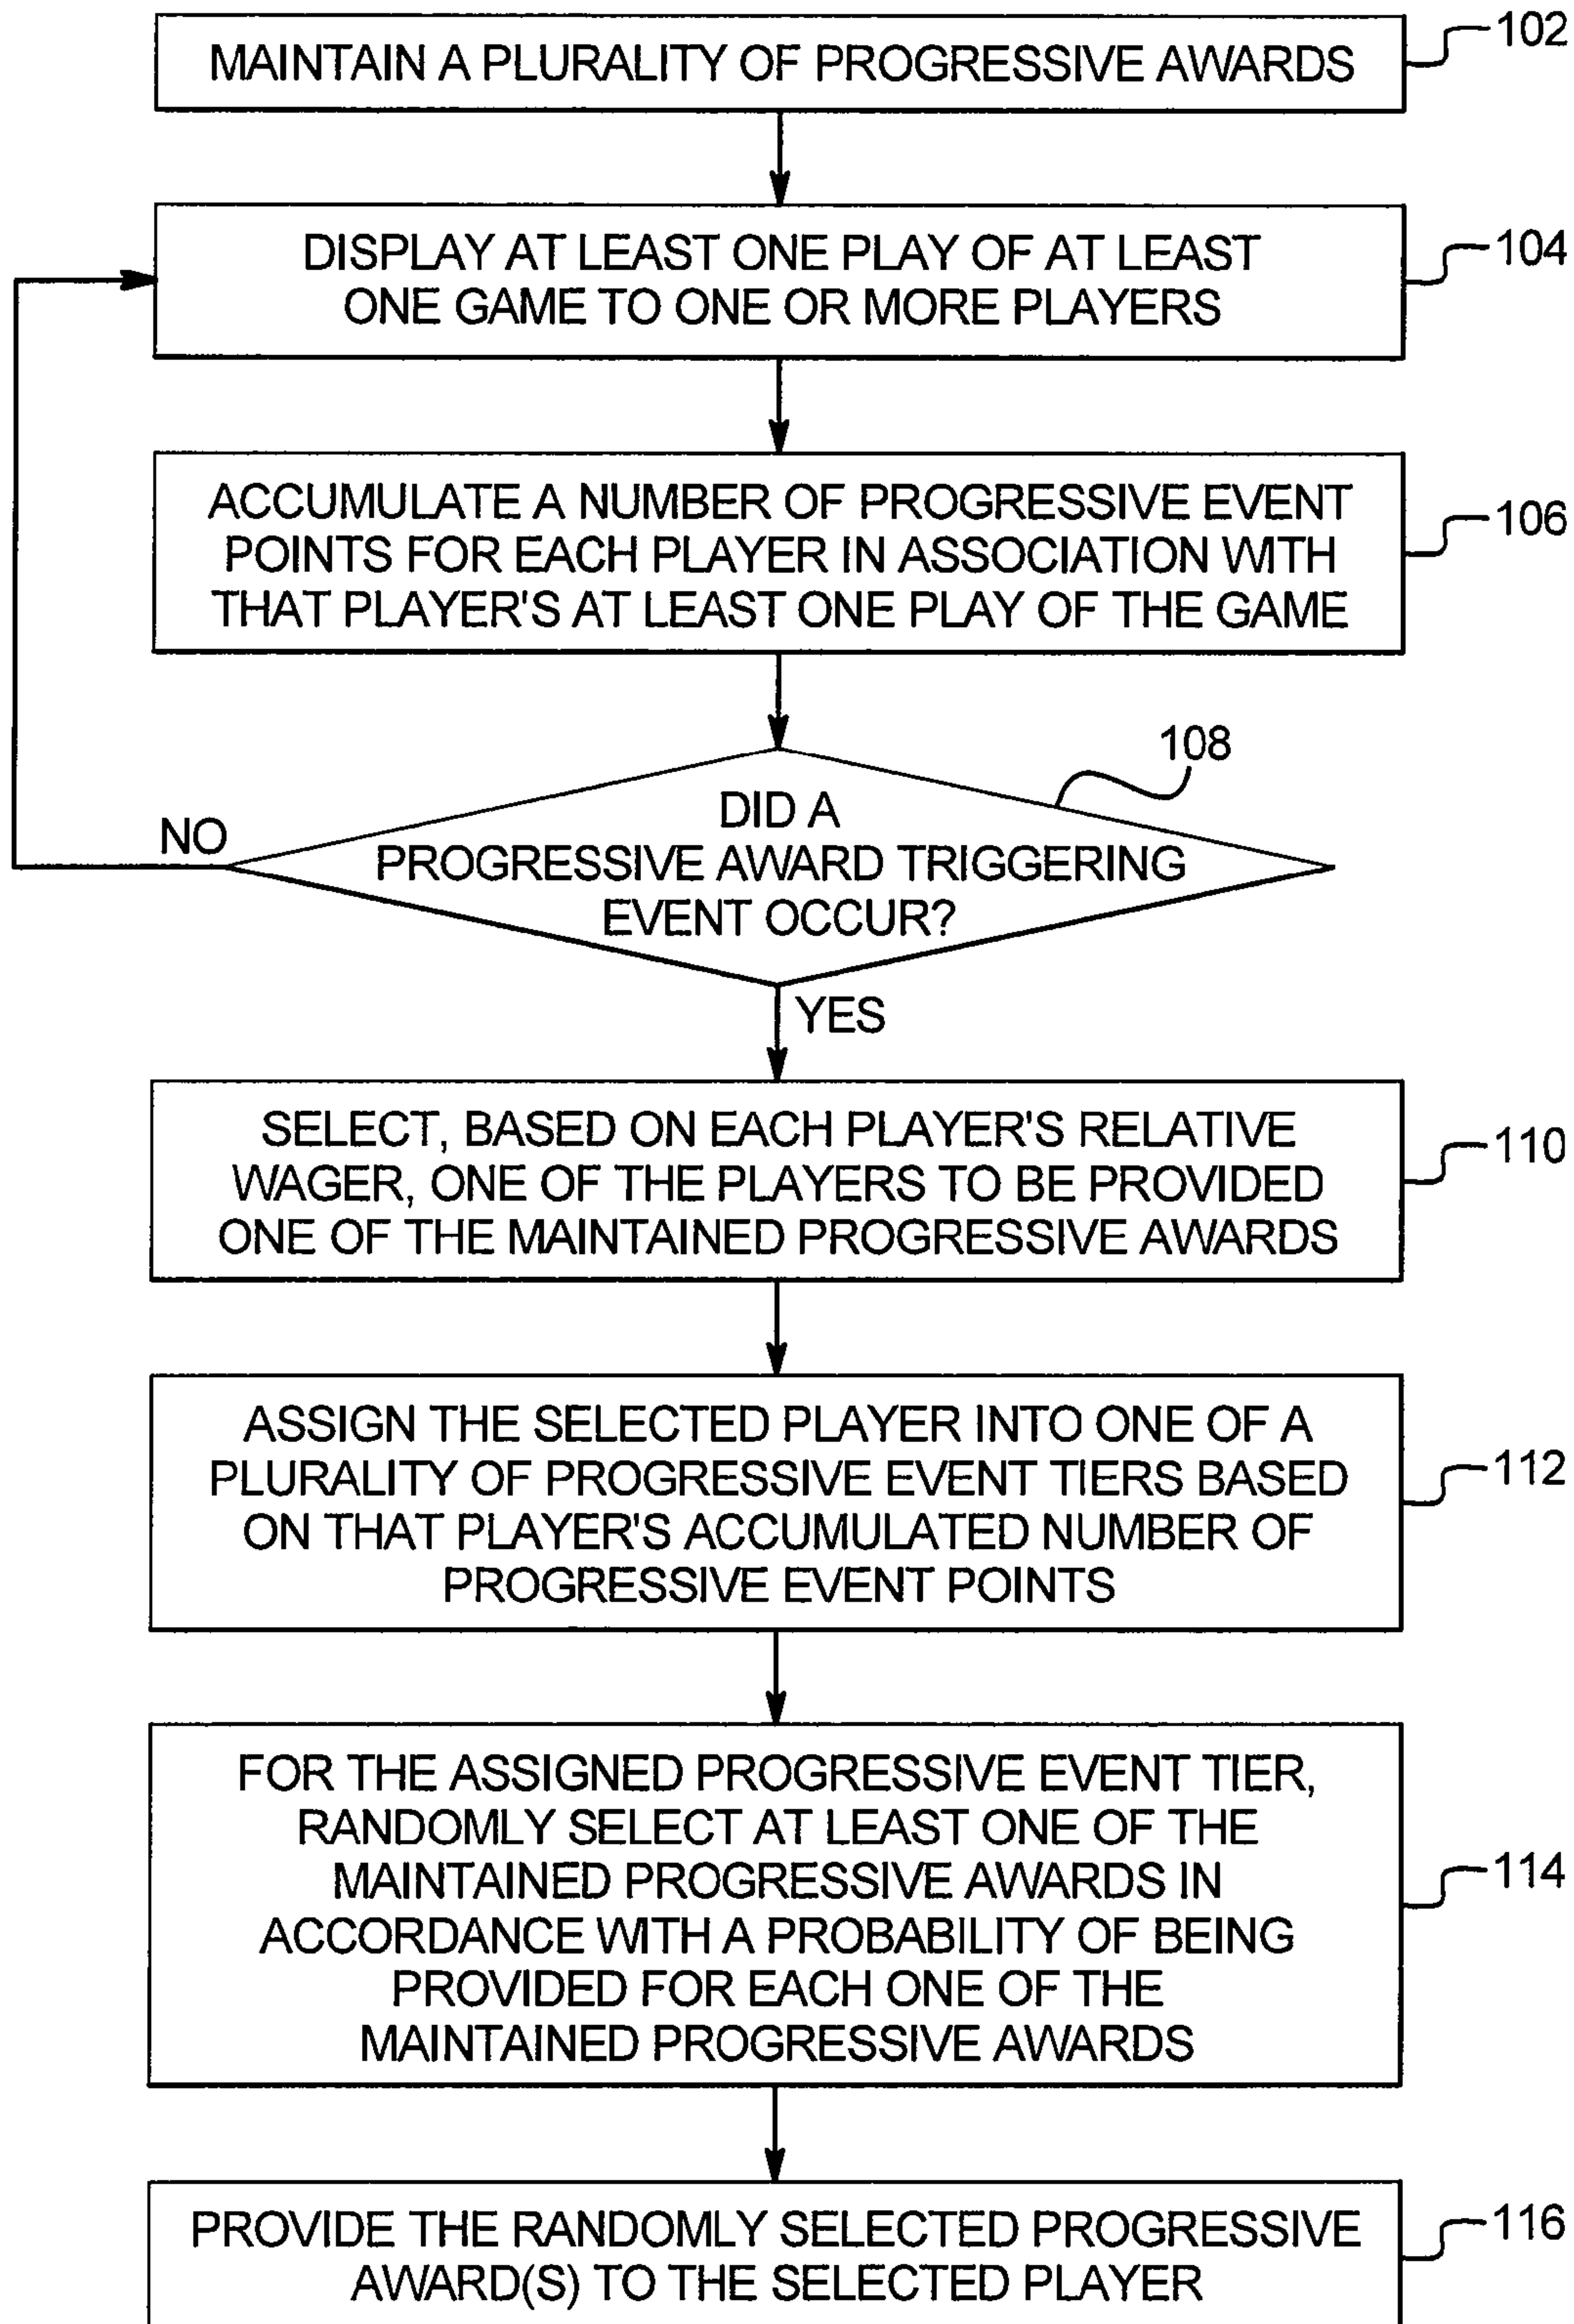 MAINTAIN A PLURALITY OF PROGRESSIVE AWARDS
102
DISPLAY AT LEAST ONE PLAY OF AT LEAST
ONE GAME TO ONE OR MORE PLAYERS
104
ACCUMULATE A NUMBER OF PROGRESSIVE EVENT
POINTS FOR EACH PLAYER IN ASSOCIATION WITH
THAT PLAYER'S AT LEAST ONE PLAY OF THE GAME
106
108
DID A
PROGRESSIVE AWARD TRIGGERING
EVENT OCCUR?
NO
YES
SELECT, BASED ON EACH PLAYER'S RELATIVE
WAGER, ONE OF THE PLAYERS TO BE PROVIDED
ONE OF THE MAINTAINED PROGRESSIVE AWARDS
110
ASSIGN THE SELECTED PLAYER INTO ONE OF A
PLURALITY OF PROGRESSIVE EVENT TIERS BASED
ON THAT PLAYER'S ACCUMULATED NUMBER OF
PROGRESSIVE EVENT POINTS
112
FOR THE ASSIGNED PROGRESSIVE EVENT TIER,
RANDOMLY SELECT AT LEAST ONE OF THE
MAINTAINED PROGRESSIVE AWARDS IN
ACCORDANCE WITH A PROBABILITY OF BEING
PROVIDED FOR EACH ONE OF THE
MAINTAINED PROGRESSIVE AWARDS
114
PROVIDE THE RANDOMLY SELECTED PROGRESSIVE
AWARD(S) TO THE SELECTED PLAYER
116